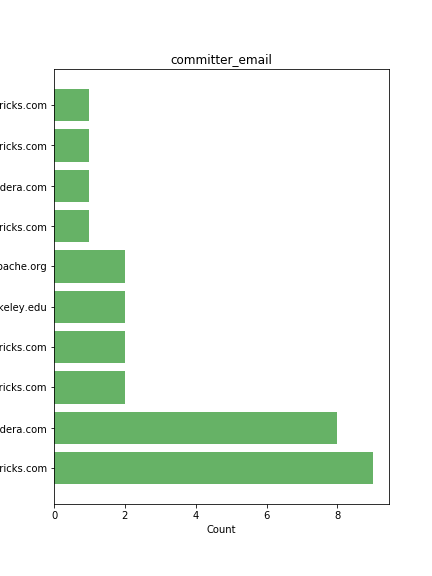 committer_email
ricks.com
ricks.com
dera.com
ricks.com
pache.org
keley.edu
ricks.com
ricks.com
dera.com
ricks.com
0 2 4 6 8
Count